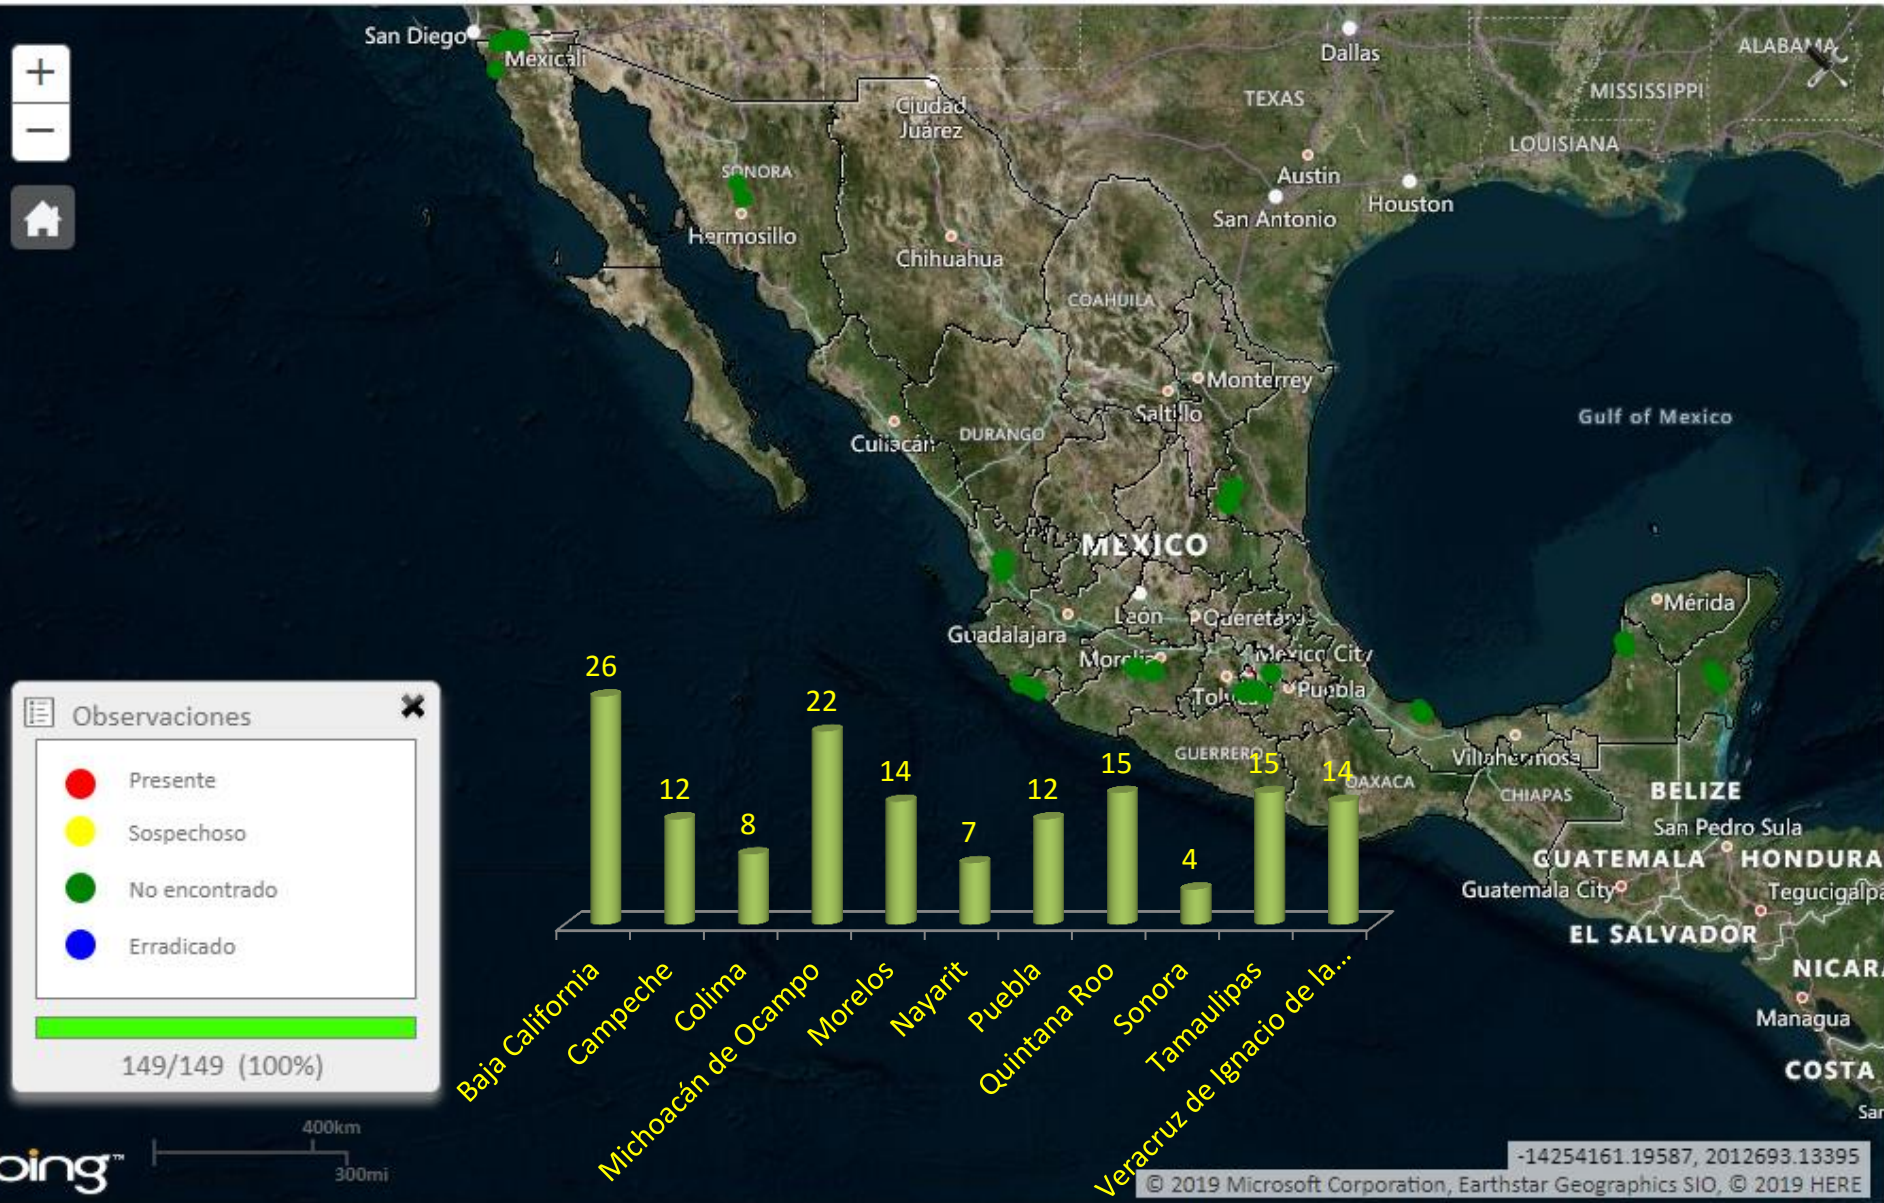 San Diego
Mexicali
Dallas
ALABAMA
+
−
Ciudad
Juárez
TEXAS
MISSISSIPPI
LOUISIANA
SONORA
Austin
San Antonio
Houston
Hermosillo
Chihuahua
COAHUILA
Monterrey
Saltillo
Culiacán
DURANGO
Gulf of Mexico
MEXICO
León
Querétaro
Mérida
Guadalajara
Morelia
Mexico City
Toluca
Puebla
GUERRERO
Villahermosa
OAXACA
CHIAPAS
BELIZE
San Pedro Sula
GUATEMALA
HONDURA
Guatemala City
Tegucigalpa
EL SALVADOR
NICAR
Managua
COSTA
San
Observaciones
Presente
Sospechoso
No encontrado
Erradicado
149/149 (100%)
26
12
8
22
14
7
12
15
4
15
14
Baja California
Campeche
Colima
Michoacán de Ocampo
Morelos
Nayarit
Puebla
Quintana Roo
Sonora
Tamaulipas
Veracruz de Ignacio de la...
400km
300mi
bing™
-14254161.19587, 2012693.13395
© 2019 Microsoft Corporation, Earthstar Geographics SIO, © 2019 HERE